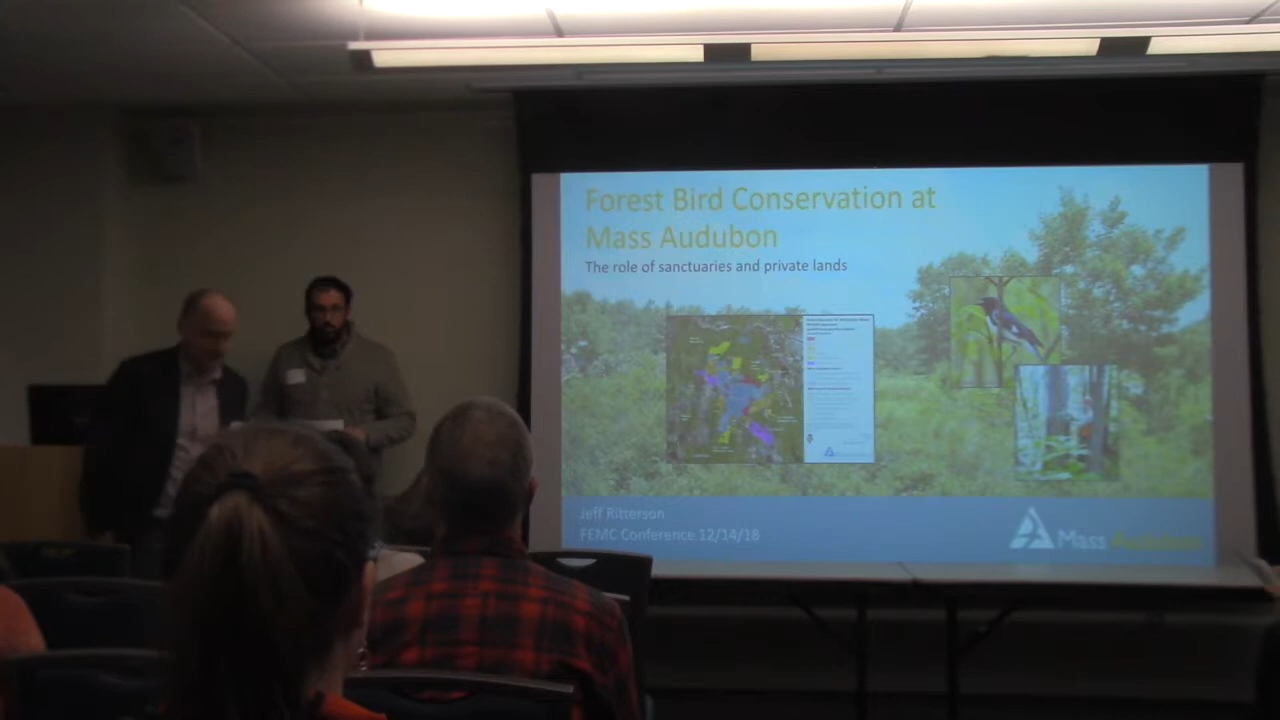 Forest Bird Conservation at
Mass Audubon
The role of sanctuaries and private lands
Jeff Ritterson
FEMC Conference 12/14/18
Mass Audubon